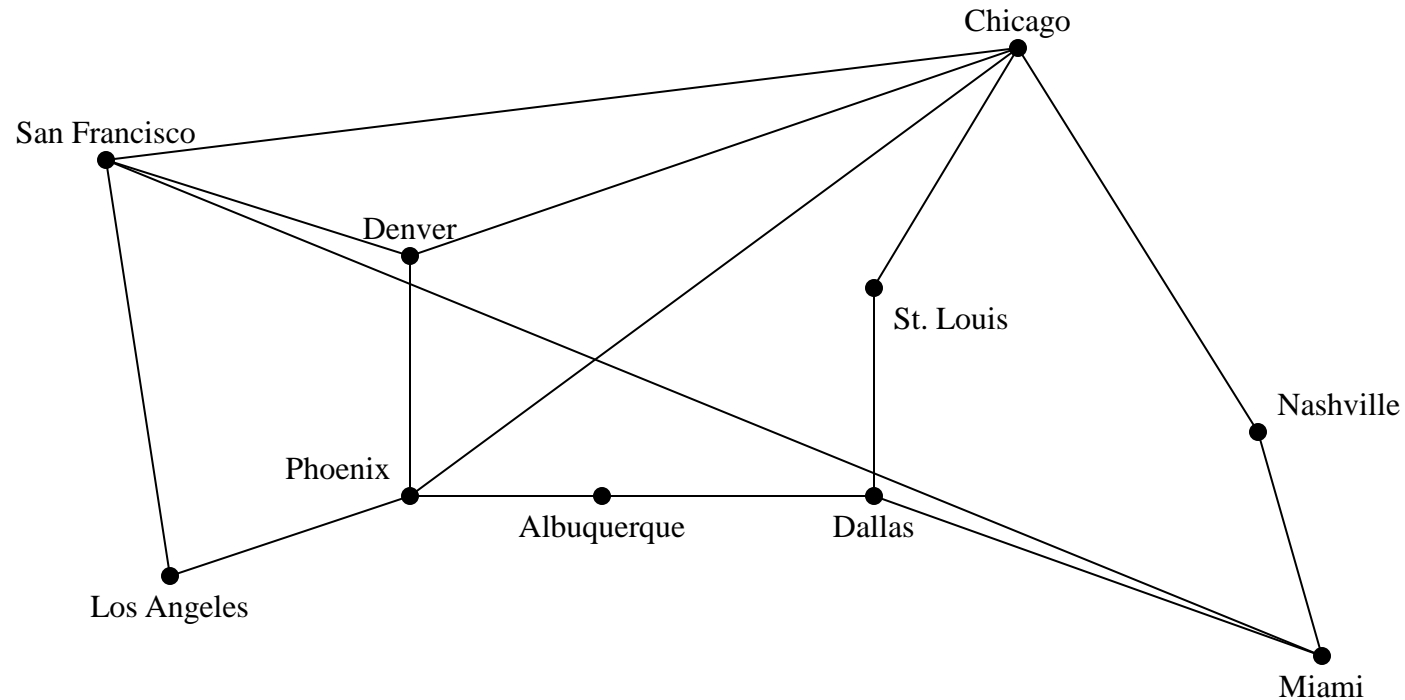 Chicago
San Francisco
Denver
St. Louis
Nashville
Phoenix
Albuquerque
Dallas
Los Angeles
Miami